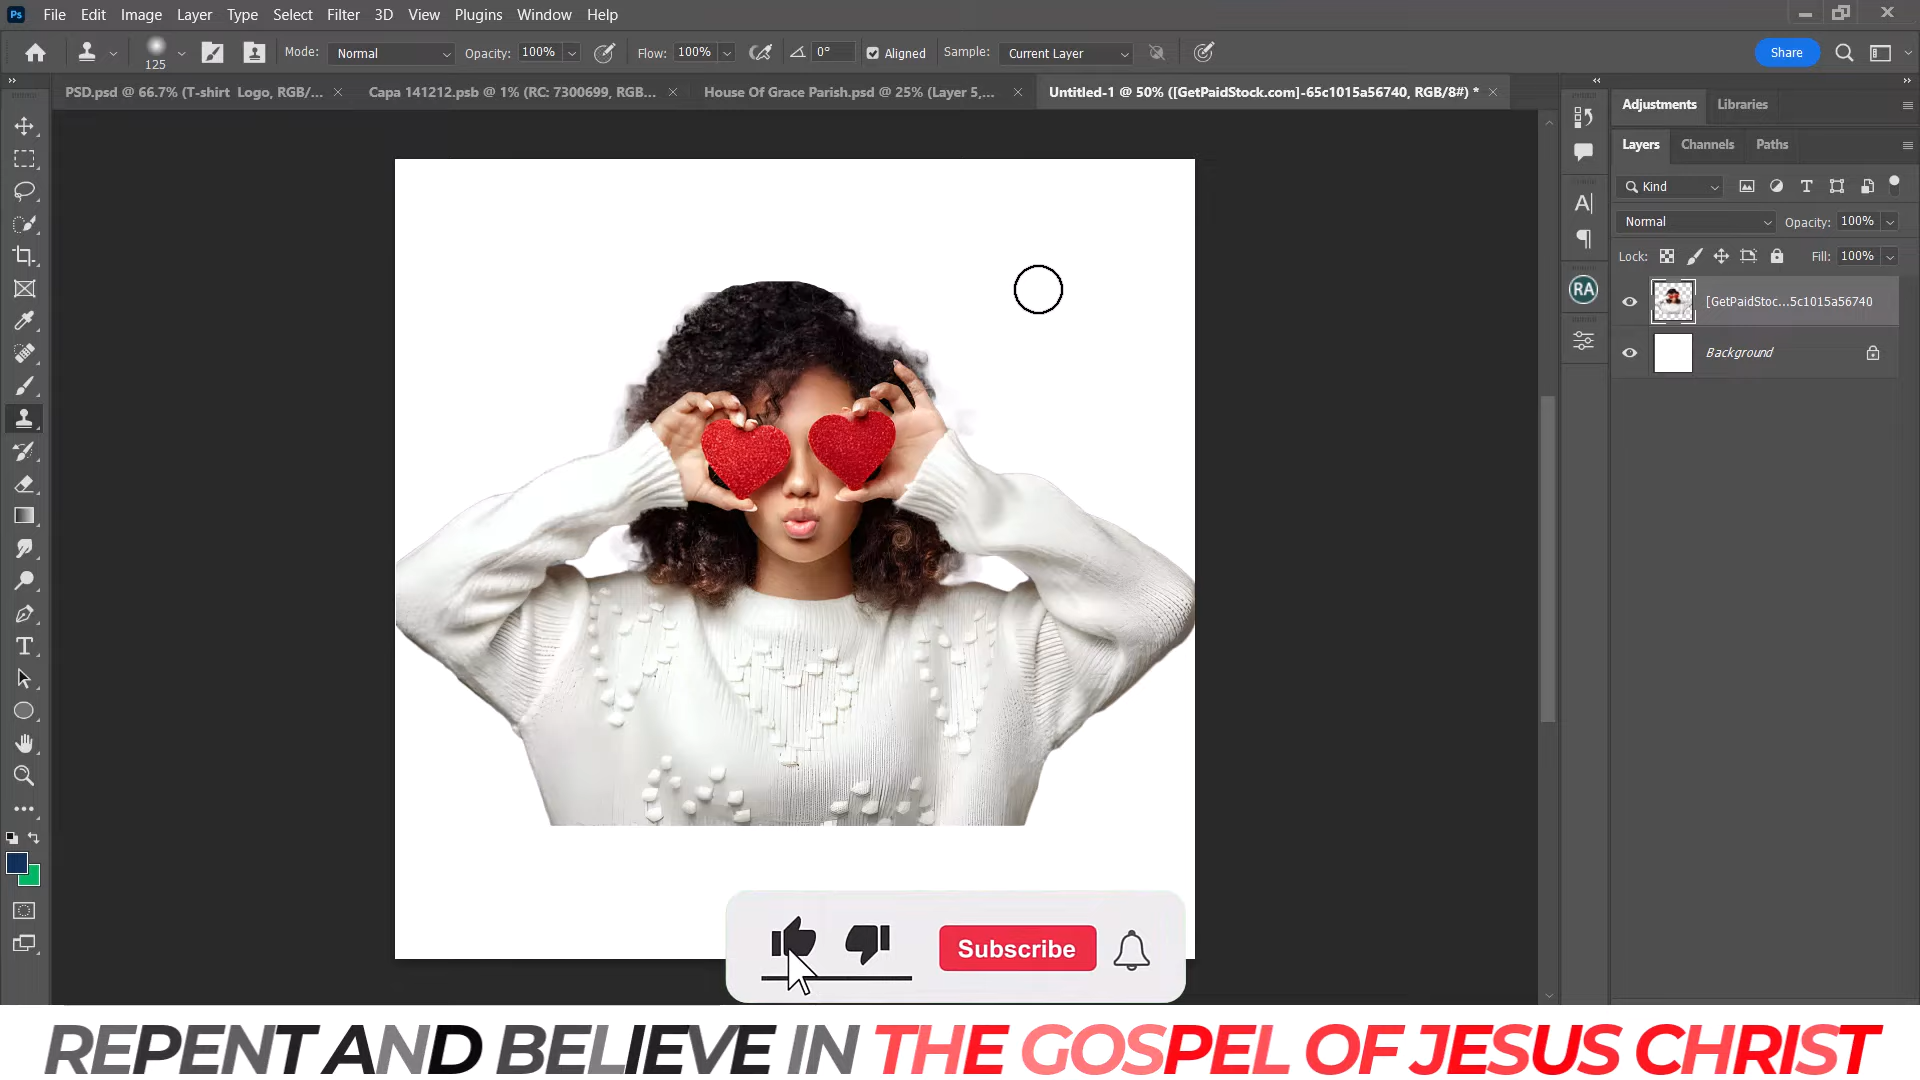 Ps File Edit Image Layer Type Select Filter 3D View Plugins Window Help
125 Mode: Normal Opacity: 100% Flow: 100% 0° Aligned Sample: Current Layer Share
PSD.psd @ 66.7% (T-shirt Logo, RGB/... Capa 141212.psb @ 1% (RC: 7300699, RGB... House Of Grace Parish.psd @ 25% (Layer 5,... Untitled-1 @ 50% ([GetPaidStock.com]-65c1015a56740, RGB/8#) *
Adjustments Libraries
Layers Channels Paths
Kind
Normal Opacity: 100%
Lock: Fill: 100%
[GetPaidStoc...5c1015a56740
Background
RA
Subscribe
REPENT AND BELIEVE IN THE GOSPEL OF JESUS CHRIST